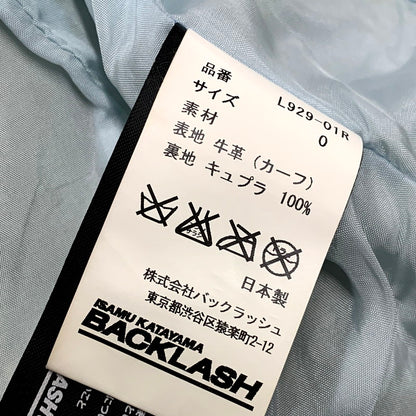 品番 L929-01R
サイズ 0
素材
表地 牛革 (カーフ)
裏地 キュプラ 100%
日本製
株式会社バックラッシュ
東京都渋谷区猿楽町2-12
ISAMU KATAYAMA
BACKLASH